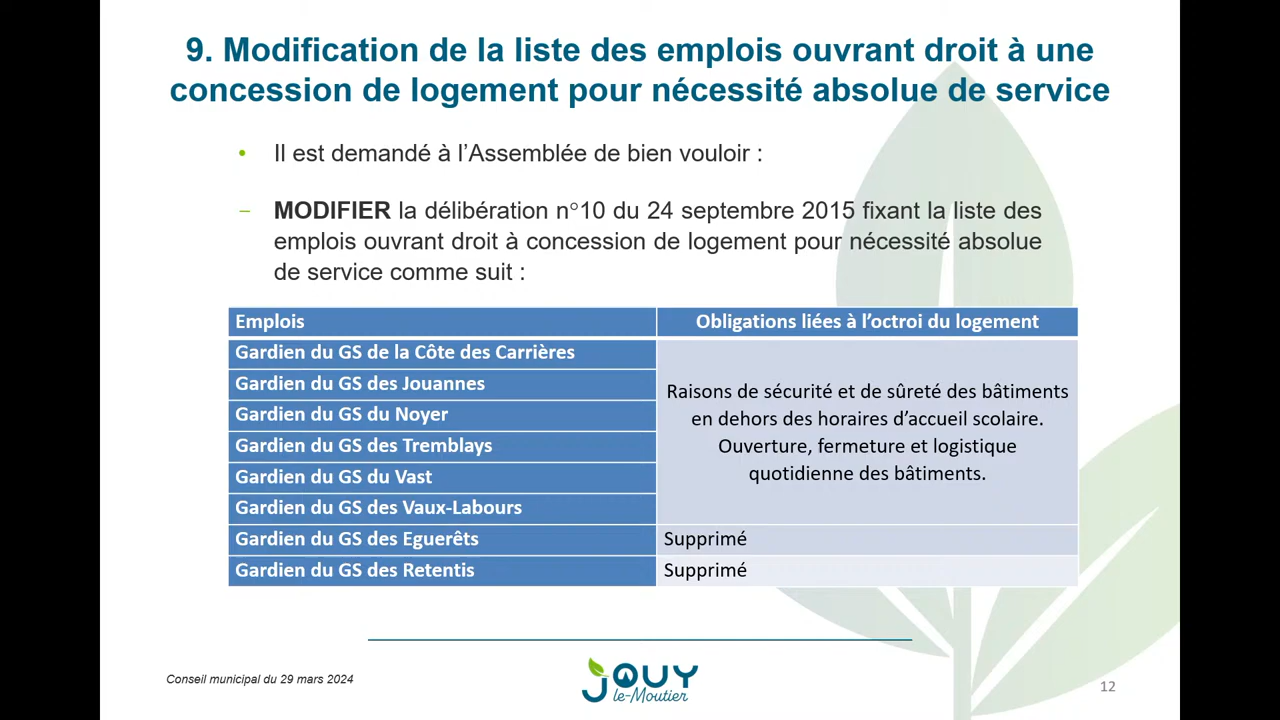 9. Modification de la liste des emplois ouvrant droit à une
concession de logement pour nécessité absolue de service
• Il est demandé à l’Assemblée de bien vouloir :
− MODIFIER la délibération n°10 du 24 septembre 2015 fixant la liste des
emplois ouvrant droit à concession de logement pour nécessité absolue
de service comme suit :
Emplois
Obligations liées à l’octroi du logement
Gardien du GS de la Côte des Carrières
Gardien du GS des Jouannes
Gardien du GS du Noyer
Gardien du GS des Tremblays
Gardien du GS du Vast
Gardien du GS des Vaux-Labours
Raisons de sécurité et de sûreté des bâtiments
en dehors des horaires d’accueil scolaire.
Ouverture, fermeture et logistique
quotidienne des bâtiments.
Gardien du GS des Eguerêts
Supprimé
Gardien du GS des Retentis
Supprimé
Conseil municipal du 29 mars 2024
JOUY
le-Moutier
12